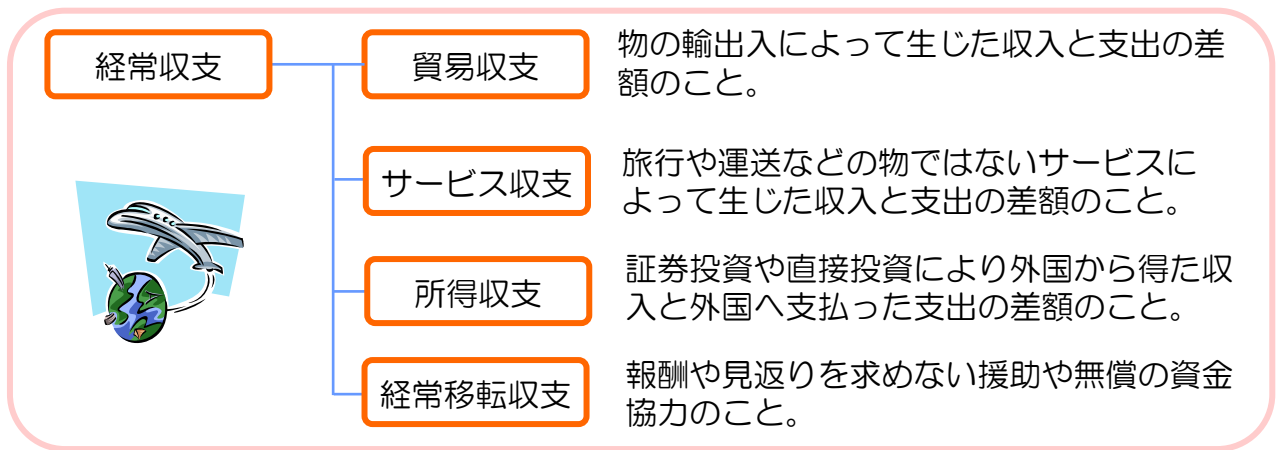 経常収支
貿易収支
物の輸出入によって生じた収入と支出の差
額のこと。
サービス収支
旅行や運送などの物ではないサービスに
よって生じた収入と支出の差額のこと。
所得収支
証券投資や直接投資により外国から得た収
入と外国へ支払った支出の差額のこと。
経常移転収支
報酬や見返りを求めない援助や無償の資金
協力のこと。